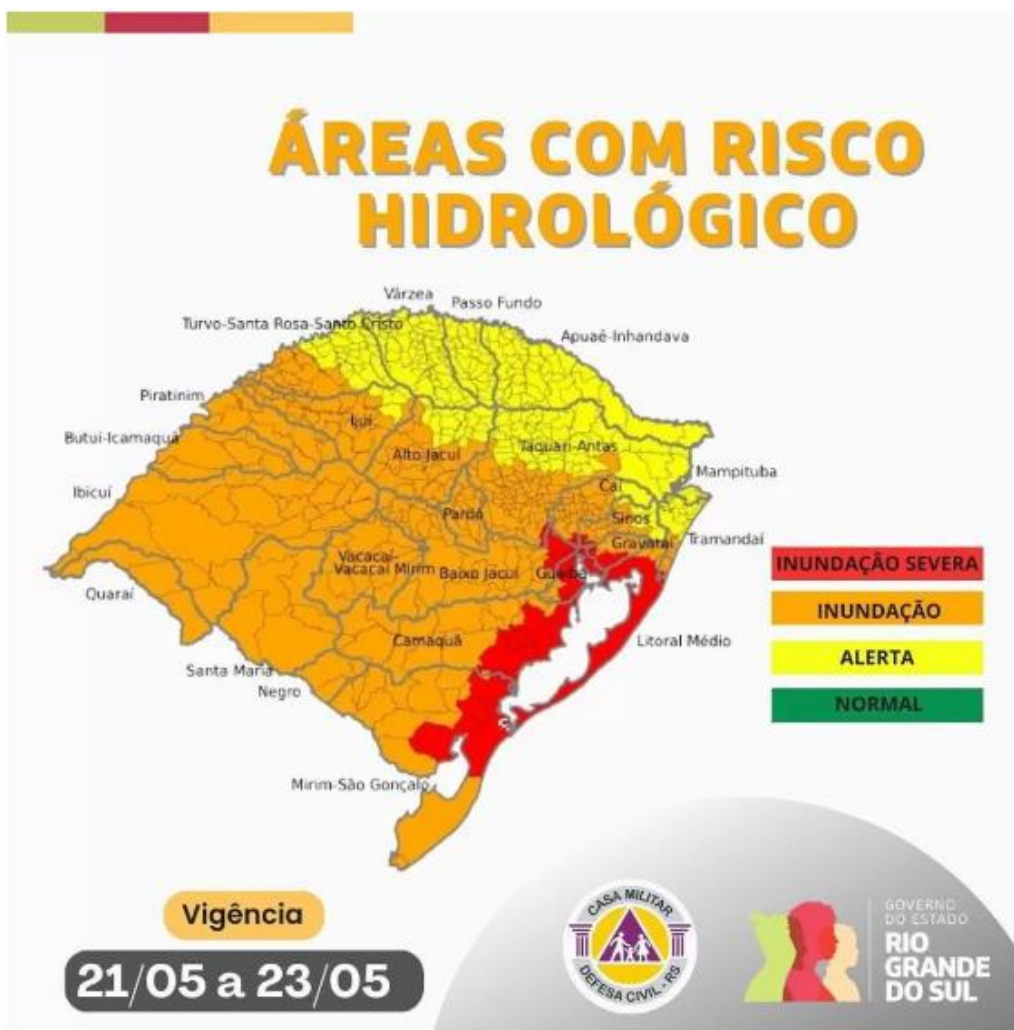 ÁREAS COM RISCO
HIDROLÓGICO
Várzea
Passo Fundo
Turvo-Santa Rosa-Santo Cristo
Apuaê-Inhandava
Piratinim
Ijuí
Butuí-Icamaquã
Alto Jacuí
Taquari-Antas
Mampituba
Ibicuí
Caí
Pardo
Sinos
Gravataí
Tramandaí
Vacacaí-
Vacacaí Mirim
Baixo Jacuí
Guaíba
Quaraí
Camaquã
Litoral Médio
Santa Maria
Negro
Mirim-São Gonçalo
INUNDAÇÃO SEVERA
INUNDAÇÃO
ALERTA
NORMAL
Vigência
21/05 a 23/05
CASA MILITAR
DEFESA CIVIL - RS
GOVERNO
DO ESTADO
RIO
GRANDE
DO SUL